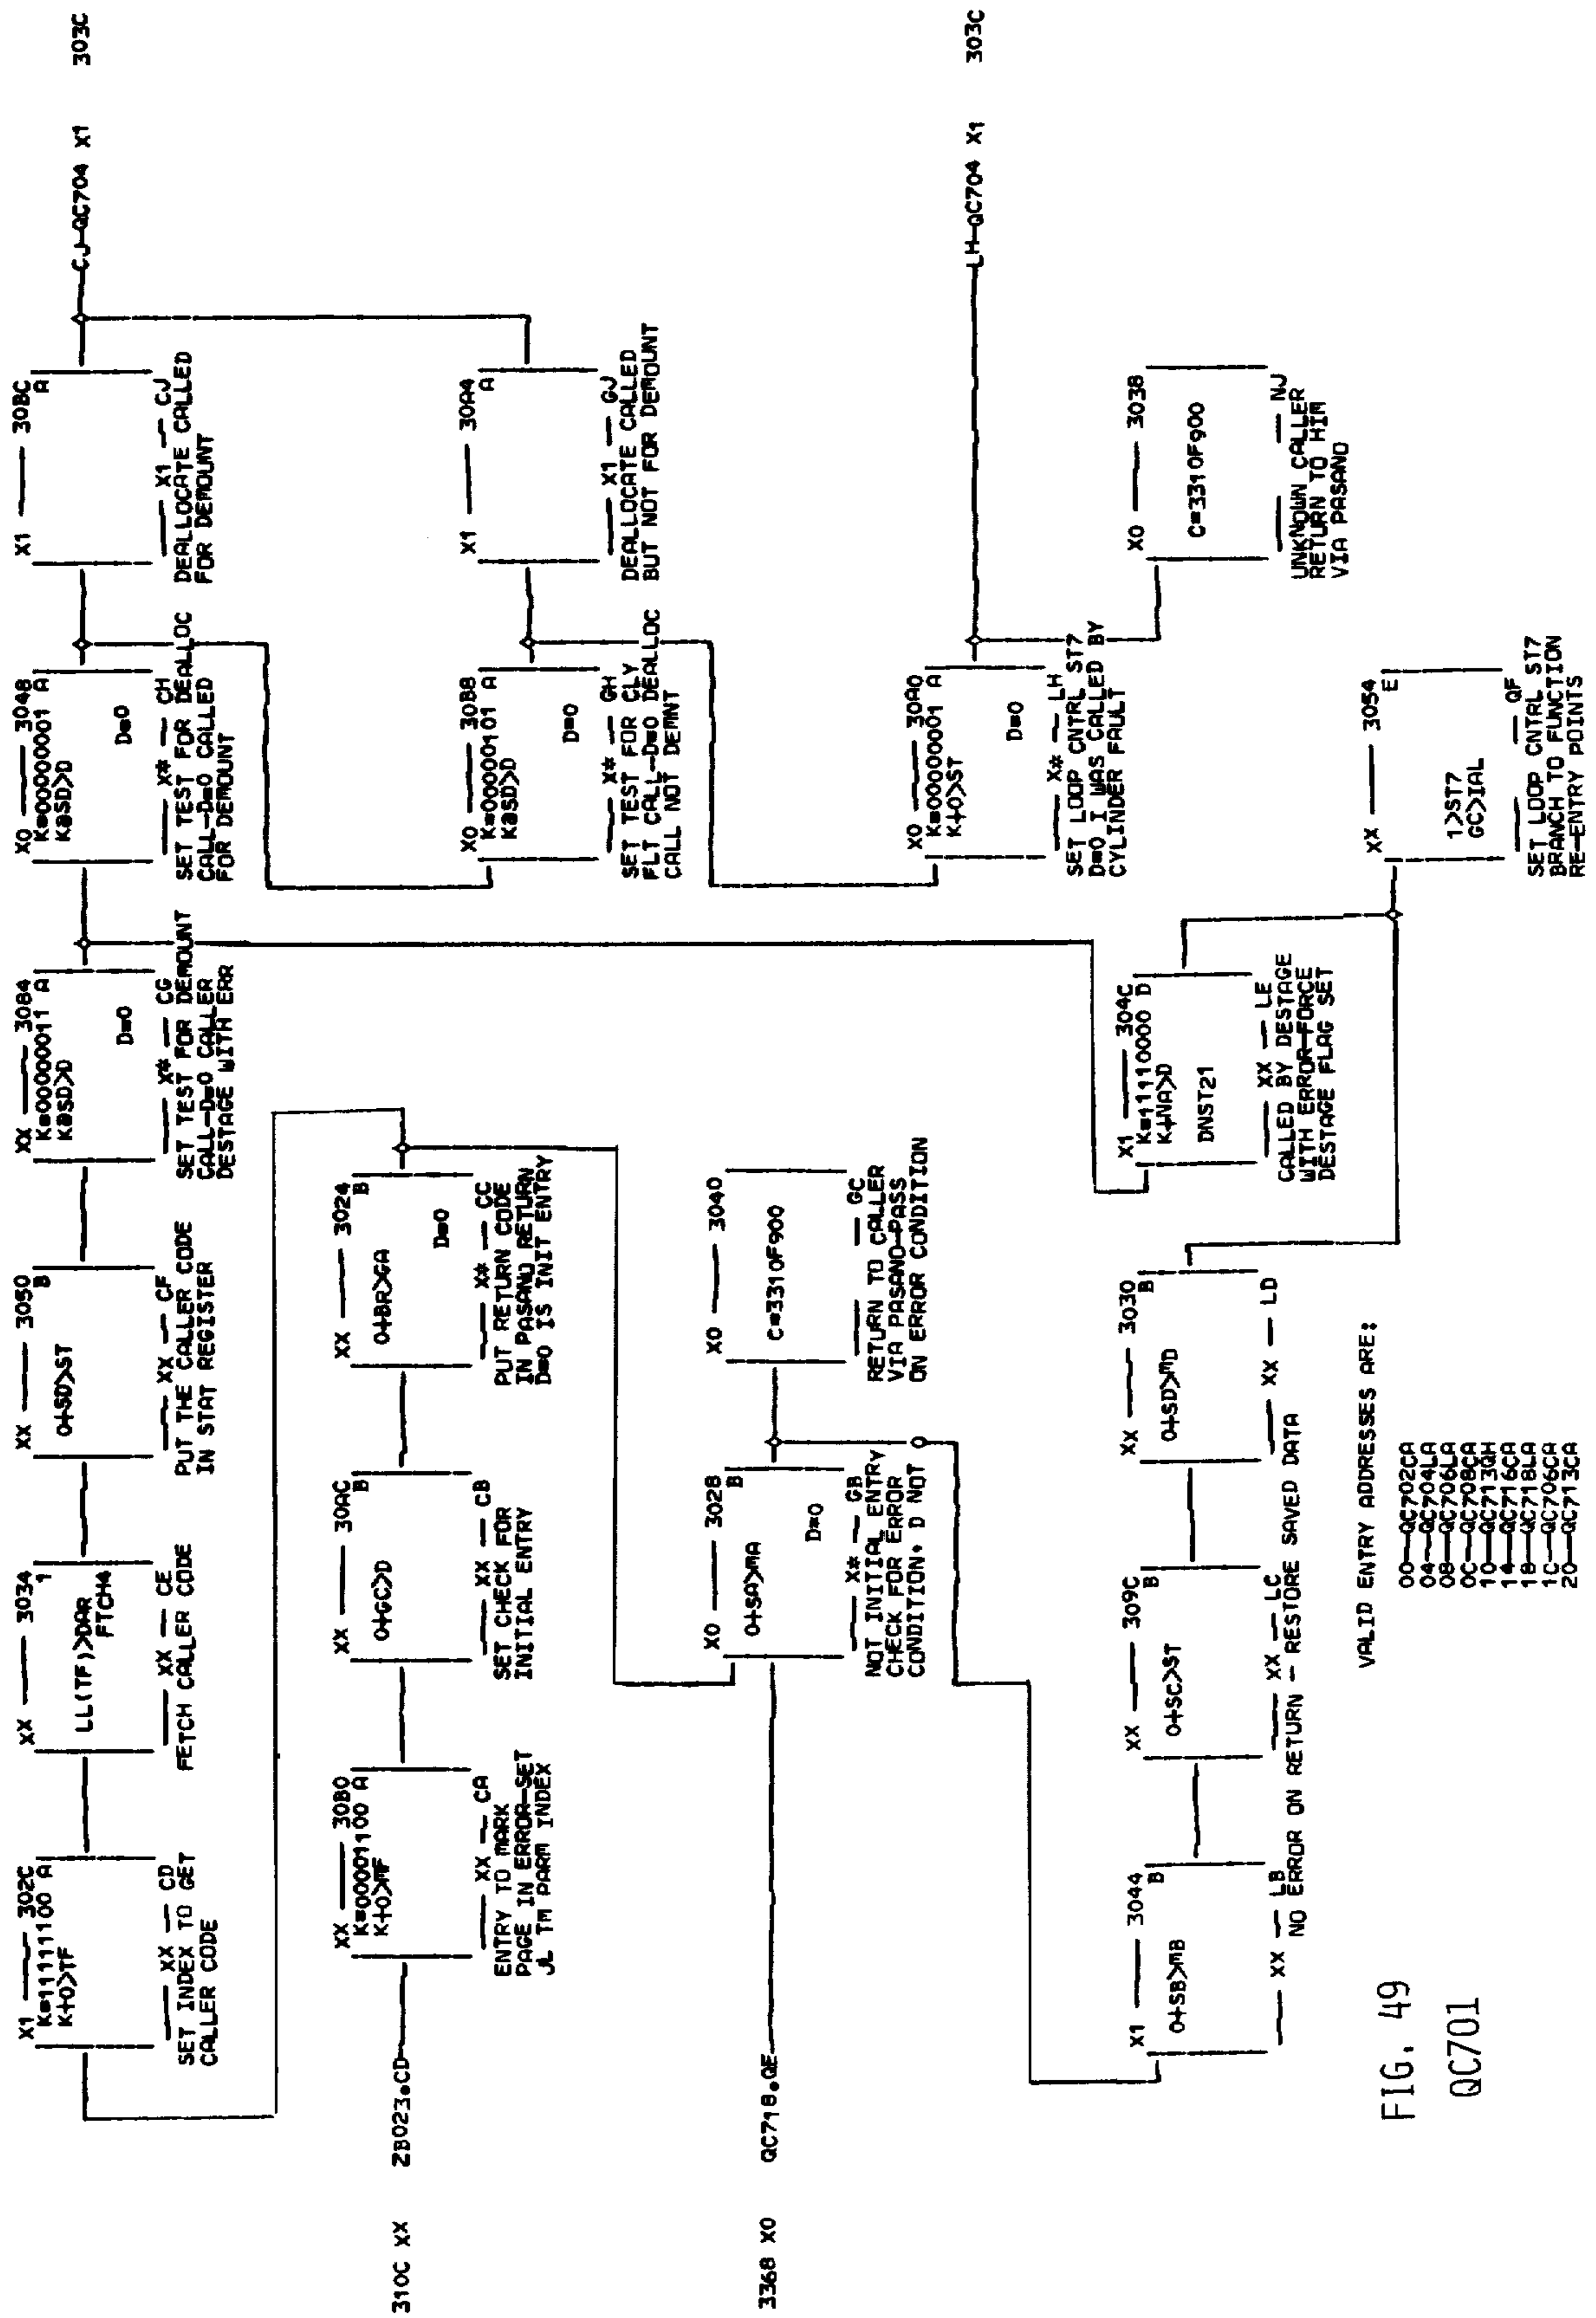 X1 — 302C
K=11111100 A
K+0>TF
— XX — CD
SET INDEX TO GET
CALLER CODE
XX — 3034
1
LL(TF)>DAR
FTCH4
— XX — CE
FETCH CALLER CODE
XX — 3050
B
0+SD>ST
— XX — CF
PUT THE CALLER CODE
IN STAT REGISTER
XX — 3084
K=00000011 A
K@SD>D
D=0
— X* — CG
SET TEST FOR DEMOUNT
CALL-D=0 CALLER
DESTAGE WITH ERR
X0 — 3048
K=00000001 A
K@SD>D
D=0
— X* — CH
SET TEST FOR DEALLOC
CALL-D=0 CALLED
FOR DEMOUNT
X1 — 30BC
A
— X1 — CJ
DEALLOCATE CALLED
FOR DEMOUNT
CJ-QC704 X1 303C
310C XX 2B023.CD
XX — 30B0
K=00001100 A
K+0>MF
— XX — CA
ENTRY TO MARK
PAGE IN ERROR-SET
JL TM PARM INDEX
XX — 30AC
B
0+GC>D
— XX — CB
SET CHECK FOR
INITIAL ENTRY
XX — 3024
B
0+BR>GA
D=0
— X* — CC
PUT RETURN CODE
IN PASAND RETURN
D=0 IS INIT ENTRY
X0 — 30B8
K=00000101 A
K@SD>D
D=0
— X* — GH
SET TEST FOR CLY
FLT CALL-D=0 DEALLOC
CALL NOT DEMNT
X1 — 30A4
A
— X1 — GJ
DEALLOCATE CALLED
BUT NOT FOR DEMOUNT
3368 X0 QC718.QE
X0 — 3028
B
0+SA>MA
D=0
— X* — GB
NOT INITIAL ENTRY
CHECK FOR ERROR
CONDITION, D NOT 0
X0 — 3040
C=3310F900
— GC
RETURN TO CALLER
VIA PASAND-PASS
ON ERROR CONDITION
X0 — 30A0
K=00000001 A
K+0>ST
D=0
— X* — LH
SET LOOP CNTRL ST7
D=0 I WAS CALLED BY
CYLINDER FAULT
LH-QC704 X1 303C
X0 — 3038
C=3310F900
— NJ
UNKNOWN CALLER
RETURN TO HIM
VIA PASAND
X1 — 3044
B
0+SB>MB
— XX — LB
XX — 309C
B
0+SC>ST
— XX — LC
NO ERROR ON RETURN - RESTORE SAVED DATA
XX — 3030
B
0+SD>MD
— XX — LD
X1 — 304C
K=11110000 D
K+NA>D
DNST21
— XX — LE
CALLED BY DESTAGE
WITH ERROR-FORCE
DESTAGE FLAG SET
XX — 3054
E
1>ST7
GC>IAL
— QF
SET LOOP CNTRL ST7
BRANCH TO FUNCTION
RE-ENTRY POINTS
VALID ENTRY ADDRESSES ARE:
00—QC702CA
04—QC704LA
08—QC706LA
0C—QC708CA
10—QC713QH
14—QC716CA
18—QC718LA
1C—QC706CA
20—QC713CA
FIG. 49
QC701